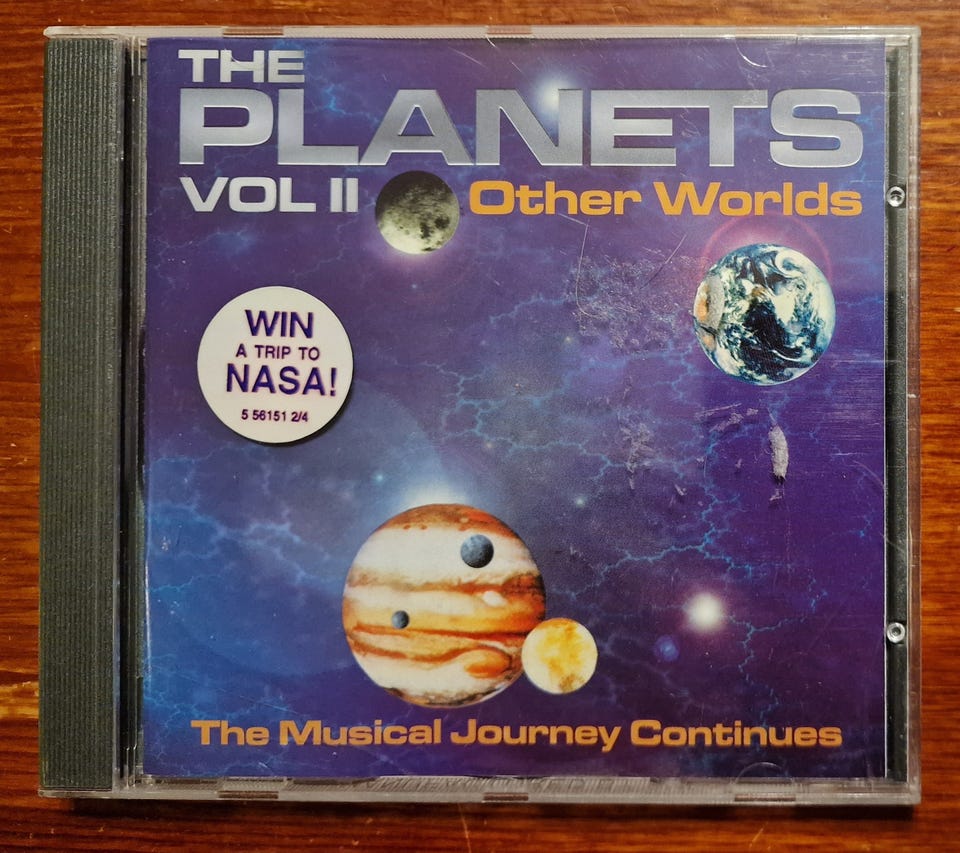 THE
PLANETS
VOL II Other Worlds
WIN
A TRIP TO
NASA!
5 56151 2/4
The Musical Journey Continues